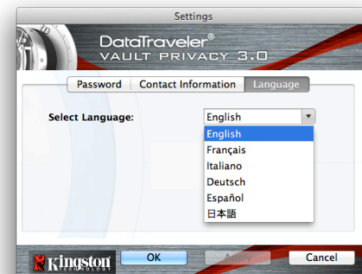 Settings
DataTraveler®
VAULT PRIVACY 3.0
Password Contact Information Language
Select Language: English
English
Français
Italiano
Deutsch
Español
日本語
Kingston
TECHNOLOGY
OK Cancel